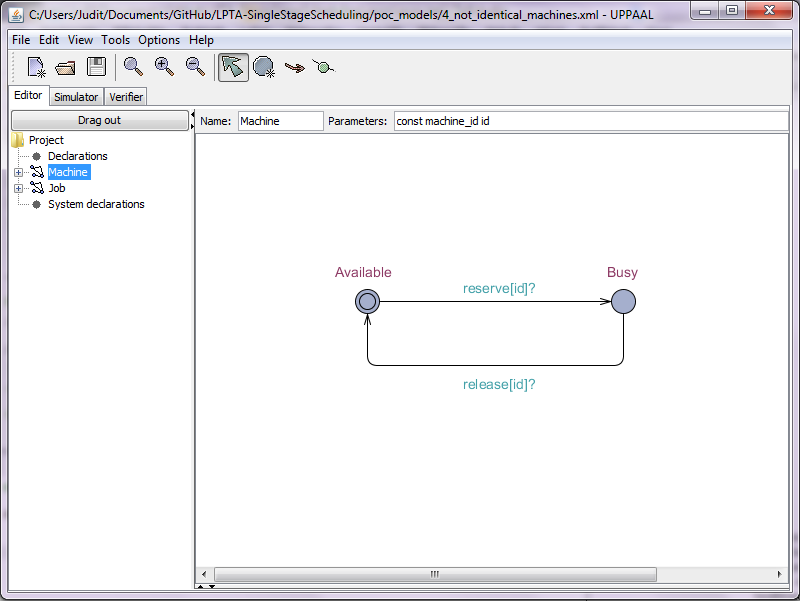 C:/Users/Judit/Documents/GitHub/LPTA-SingleStageScheduling/poc_models/4_not_identical_machines.xml - UPPAAL
File Edit View Tools Options Help
Editor Simulator Verifier
Drag out
Name: Machine Parameters: const machine_id id
Project
Declarations
Machine
Job
System declarations
Available Busy
reserve[id]?
release[id]?